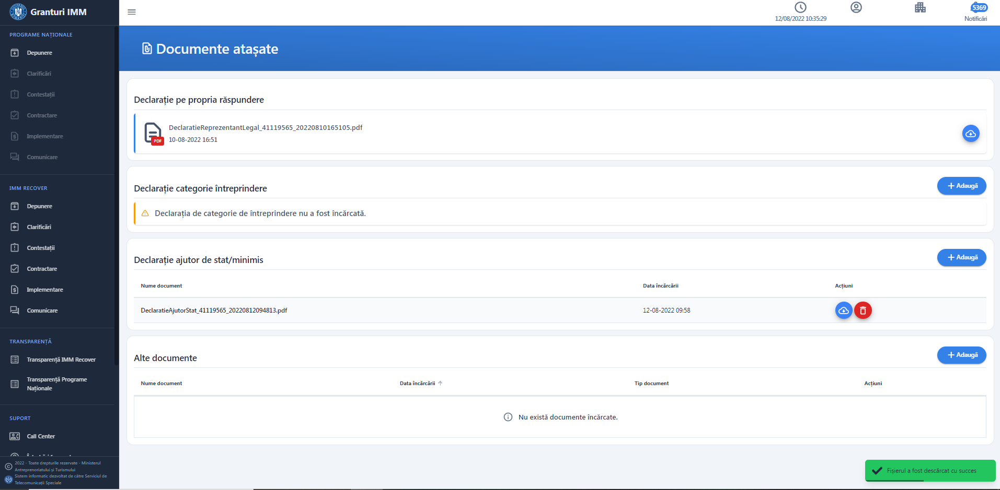 Granturi IMM
12/08/2022 10:35:29
5369
Notificări
PROGRAME NAȚIONALE
Depunere
Clarificări
Contestații
Contractare
Implementare
Comunicare
IMM RECOVER
Depunere
Clarificări
Contestații
Contractare
Implementare
Comunicare
TRANSPARENȚĂ
Transparență IMM Recover
Transparență Programe
Naționale
SUPORT
Call Center
2022 - Toate drepturile rezervate - Ministerul
Antreprenoriatului și Turismului
Sistem informatic dezvoltat de către Serviciul de
Telecomunicații Speciale
Documente atașate
Declarație pe propria răspundere
DeclaratieReprezentantLegal_41119565_20220810165105.pdf
PDF
10-08-2022 16:51
Declarație categorie întreprindere
Adaugă
Declarația de categorie de întreprindere nu a fost încărcată.
Declarație ajutor de stat/minimis
Adaugă
Nume document Data încărcării Acțiuni
DeclaratieAjutorStat_41119565_20220812094813.pdf 12-08-2022 09:58
Alte documente
Adaugă
Nume document Data încărcării Tip document Acțiuni
Nu există documente încărcate.
Fișierul a fost descărcat cu succes